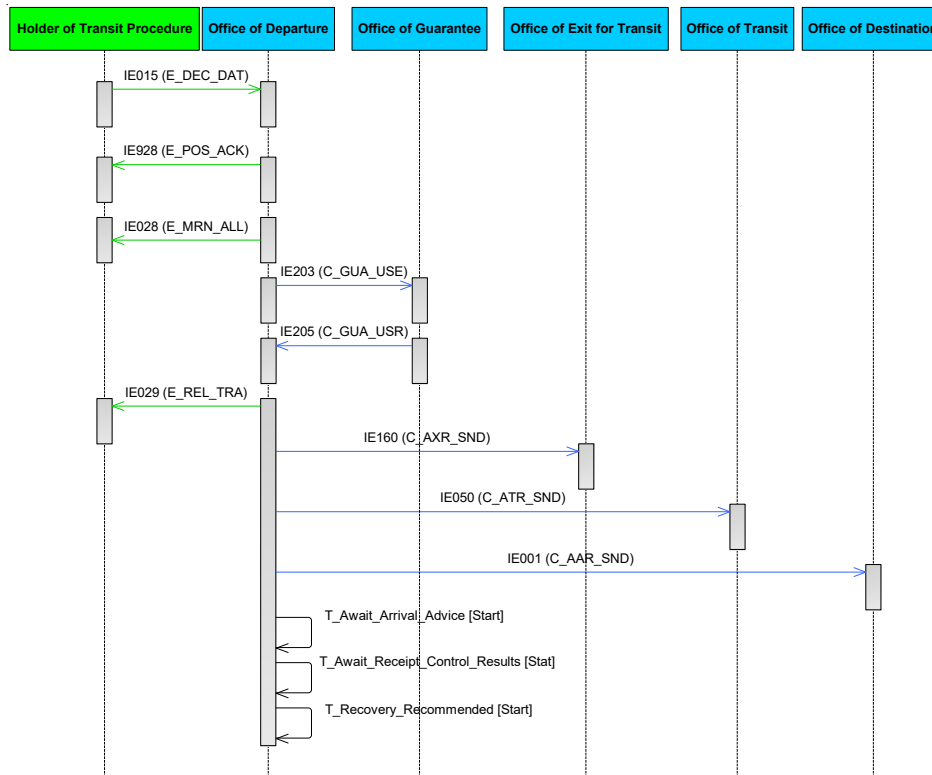 Holder of Transit Procedure
Office of Departure
Office of Guarantee
Office of Exit for Transit
Office of Transit
Office of Destination
IE015 (E_DEC_DAT)
IE928 (E_POS_ACK)
IE028 (E_MRN_ALL)
IE203 (C_GUA_USE)
IE205 (C_GUA_USR)
IE029 (E_REL_TRA)
IE160 (C_AXR_SND)
IE050 (C_ATR_SND)
IE001 (C_AAR_SND)
T_Await_Arrival_Advice [Start]
T_Await_Receipt_Control_Results [Stat]
T_Recovery_Recommended [Start]